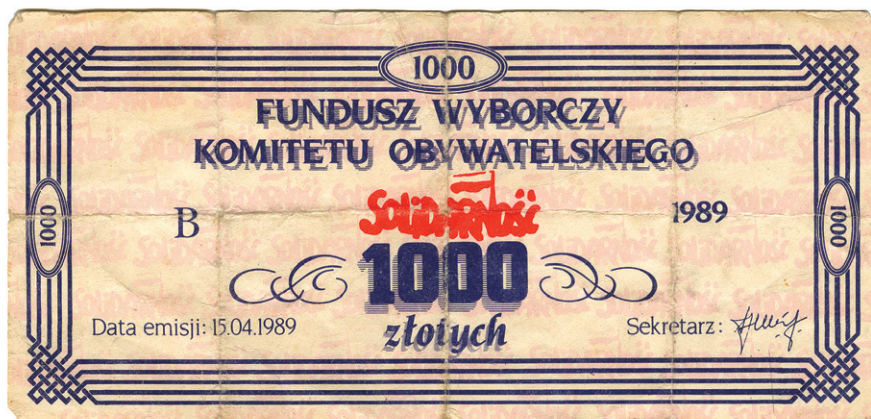 1000
FUNDUSZ WYBORCZY
KOMITETU OBYWATELSKIEGO
Solidarność
B
1989
1000
1000
1000
złotych
Data emisji: 15.04.1989
Sekretarz: